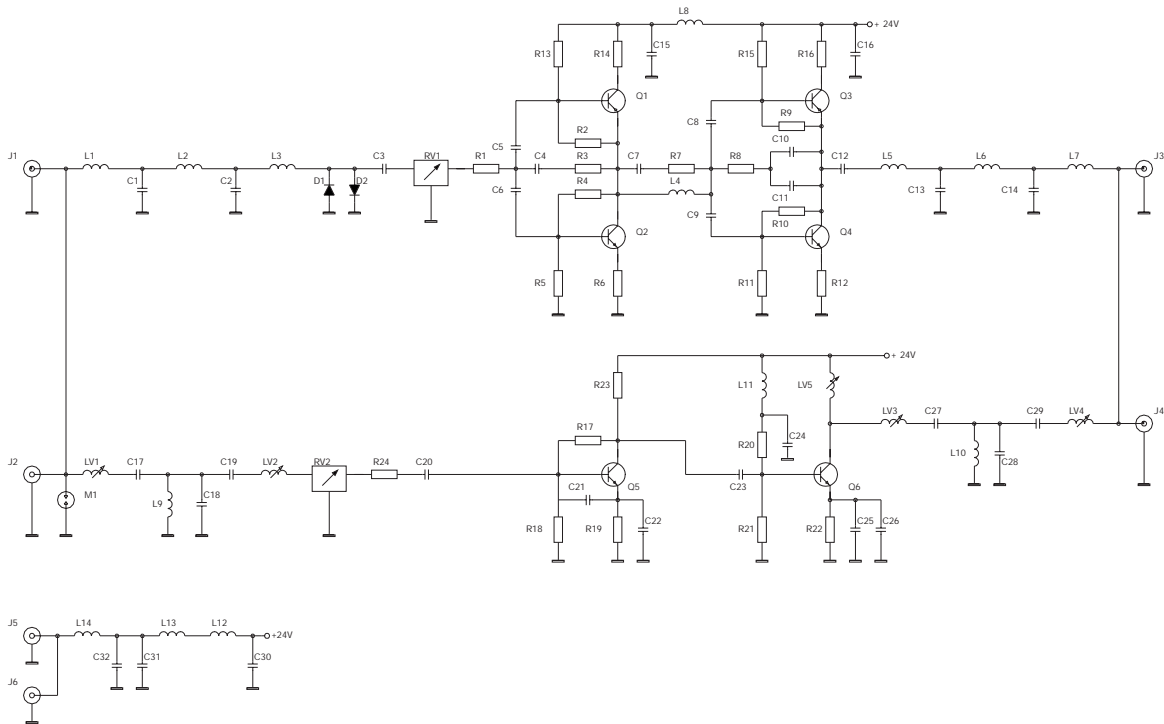 L8
+ 24V
R13
R14
C15
R15
R16
C16
Q1
Q3
R9
C8
R2
C10
J1
L1
L2
L3
C3
RV1
R1
C5
C4
R3
C7
R7
R8
C12
L5
L6
L7
J3
C1
C2
D1
D2
C6
R4
L4
C11
C13
C14
C9
R10
Q2
Q4
R5
R6
R11
R12
+ 24V
R23
L11
LV5
LV3
C27
C29
LV4
J4
R17
R20
C24
L10
C28
J2
LV1
C17
C19
LV2
RV2
R24
C20
C23
M1
L9
C18
C21
Q5
Q6
R18
R19
C22
R21
R22
C25
C26
J5
L14
L13
L12
+24V
C32
C31
C30
J6